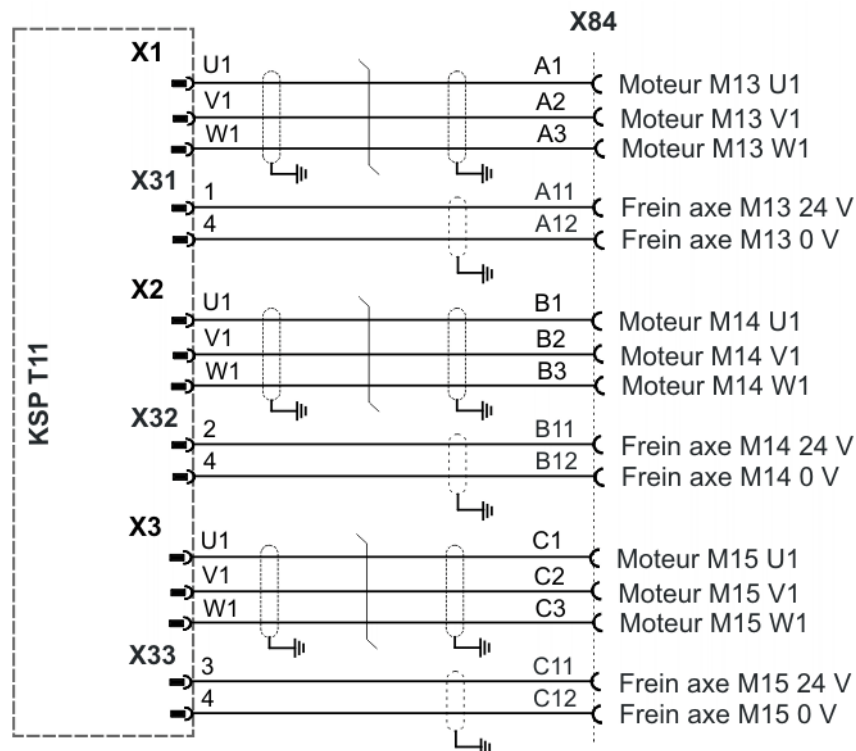 X84
X1
U1 A1 Moteur M13 U1
V1 A2 Moteur M13 V1
W1 A3 Moteur M13 W1
X31
1 A11 Frein axe M13 24 V
4 A12 Frein axe M13 0 V
X2
U1 B1 Moteur M14 U1
V1 B2 Moteur M14 V1
W1 B3 Moteur M14 W1
KSP T11
X32
2 B11 Frein axe M14 24 V
4 B12 Frein axe M14 0 V
X3
U1 C1 Moteur M15 U1
V1 C2 Moteur M15 V1
W1 C3 Moteur M15 W1
X33
3 C11 Frein axe M15 24 V
4 C12 Frein axe M15 0 V